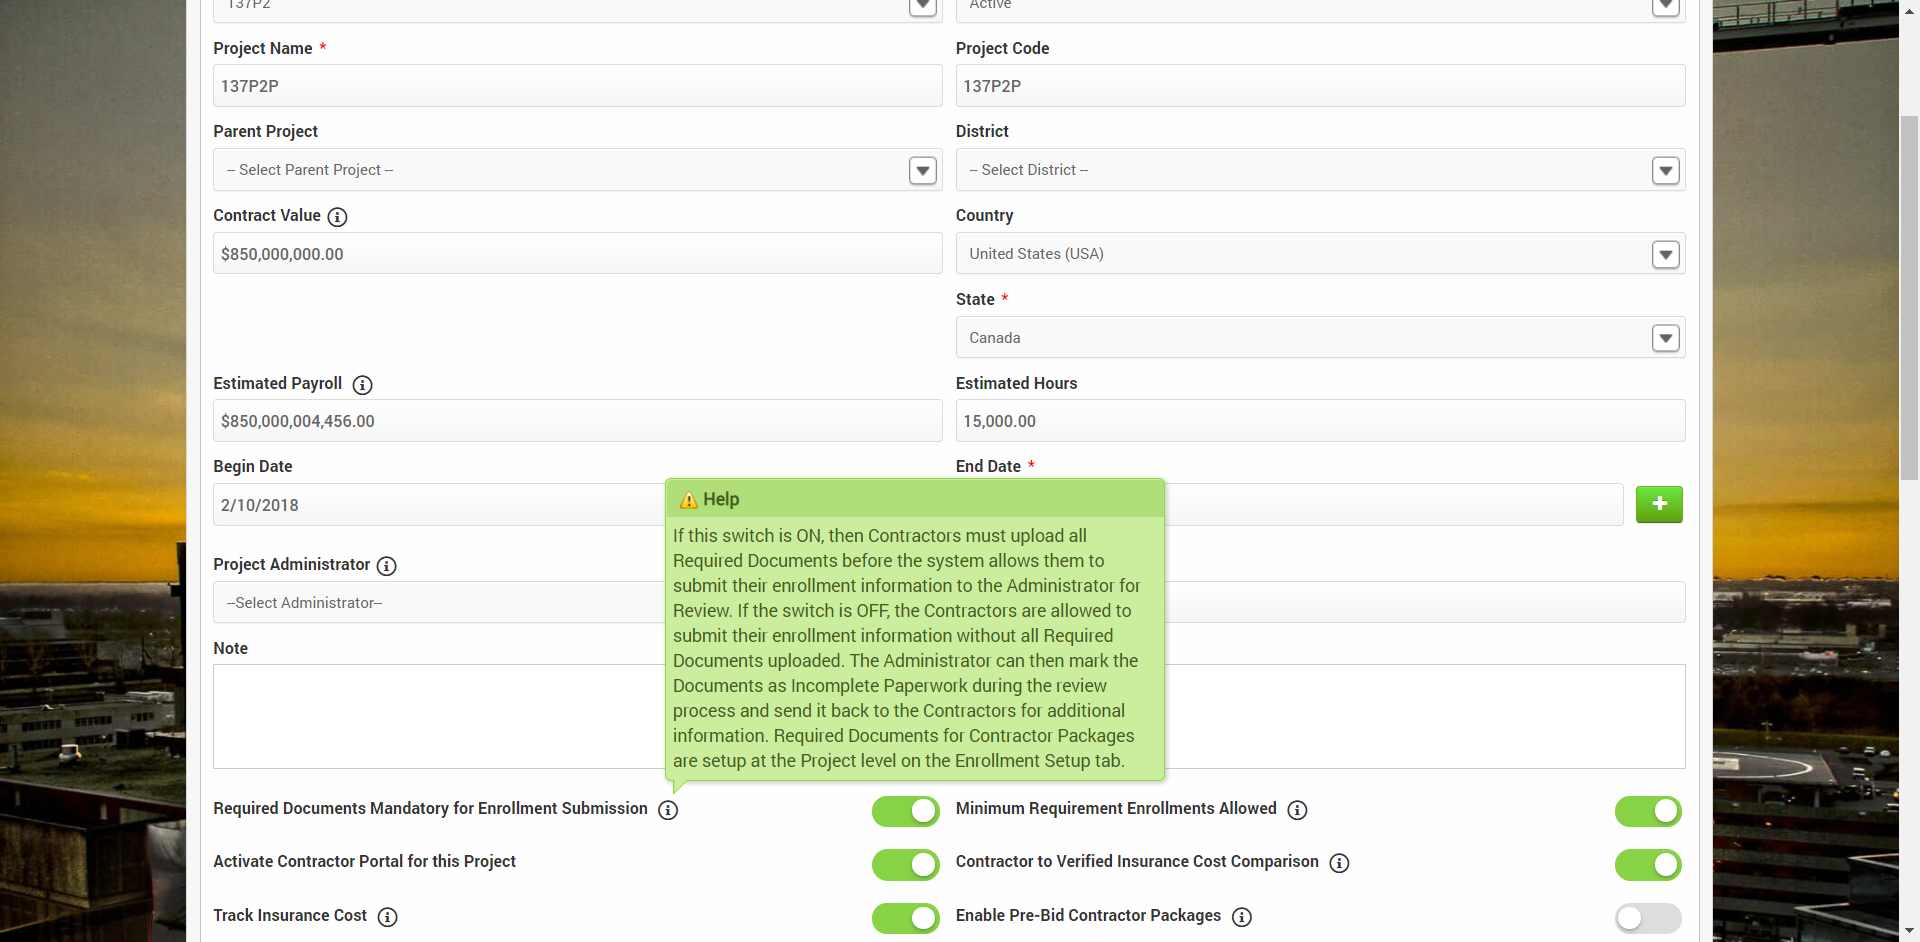 137P2
Active
Project Name *
Project Code
137P2P
137P2P
Parent Project
District
-- Select Parent Project --
-- Select District --
Contract Value
Country
$850,000,000.00
United States (USA)
State *
Canada
Estimated Payroll
Estimated Hours
$850,000,004,456.00
15,000.00
Begin Date
End Date *
2/10/2018
Help
If this switch is ON, then Contractors must upload all
Required Documents before the system allows them to
submit their enrollment information to the Administrator for
Review. If the switch is OFF, the Contractors are allowed to
submit their enrollment information without all Required
Documents uploaded. The Administrator can then mark the
Documents as Incomplete Paperwork during the review
process and send it back to the Contractors for additional
information. Required Documents for Contractor Packages
are setup at the Project level on the Enrollment Setup tab.
Project Administrator
--Select Administrator--
Note
Required Documents Mandatory for Enrollment Submission
Minimum Requirement Enrollments Allowed
Activate Contractor Portal for this Project
Contractor to Verified Insurance Cost Comparison
Track Insurance Cost
Enable Pre-Bid Contractor Packages